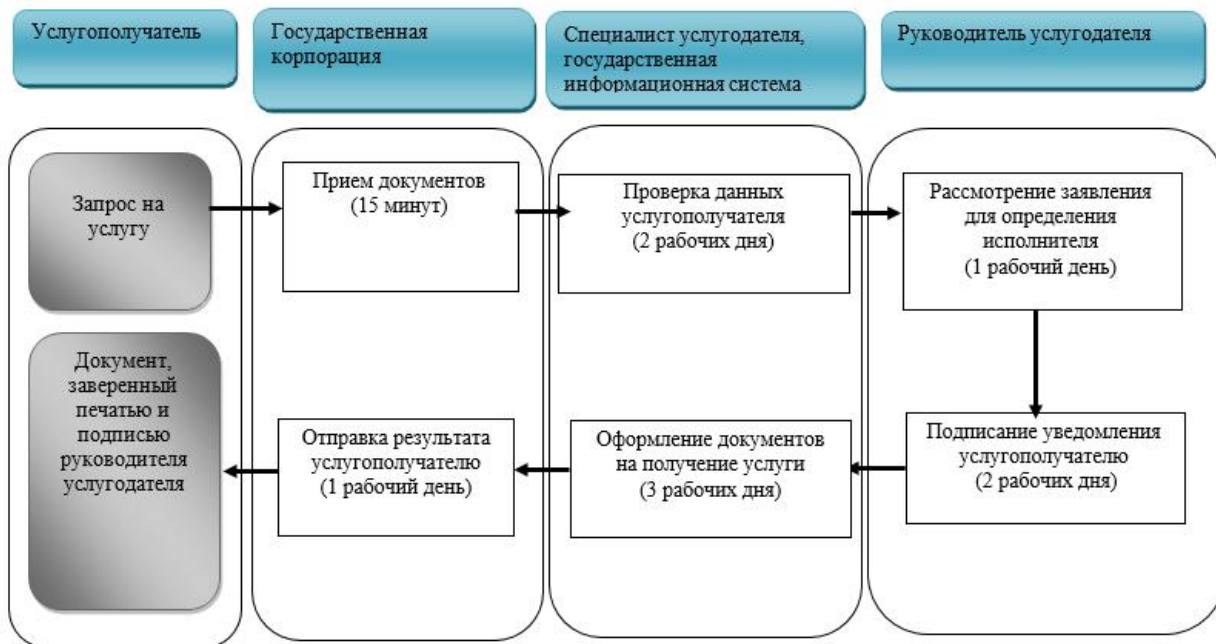 Услугополучатель
Государственная
корпорация
Специалист услугодателя,
государственная
информационная система
Руководитель услугодателя
Запрос на
услугу
Прием документов
(15 минут)
Проверка данных
услугополучателя
(2 рабочих дня)
Рассмотрение заявления
для определения
исполнителя
(1 рабочий день)
Документ,
заверенный
печатью и
подписью
руководителя
услугодателя
Отправка результата
услугополучателю
(1 рабочий день)
Оформление документов
на получение услуги
(3 рабочих дня)
Подписание уведомления
услугополучателю
(2 рабочих дня)